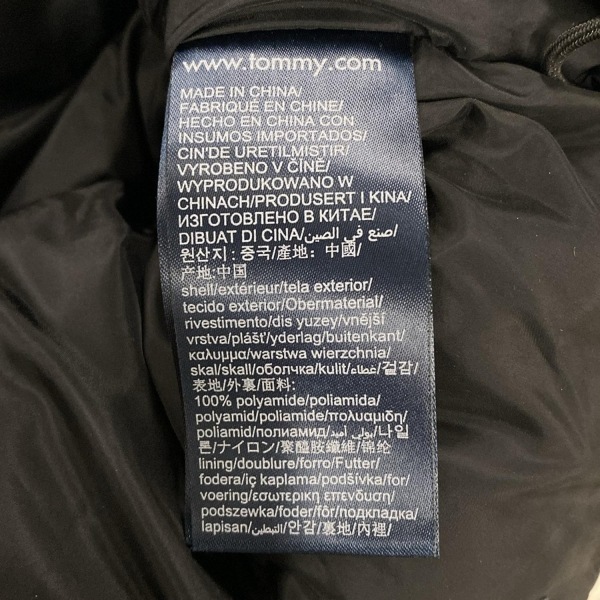 www.tommy.com
MADE IN CHINA/
FABRIQUÉ EN CHINE/
HECHO EN CHINA CON
INSUMOS IMPORTADOS/
CIN'DE URETILMISTIR/
VYROBENO V ČÍNĚ/
WYPRODUKOWANO W
CHINACH/PRODUSERT I KINA/
ИЗГОТОВЛЕНО В КИТАЕ/
DIBUAT DI CINA/صنع في الصين/
원산지 : 중국/產地：中國/
产地:中国
shell/extérieur/tela exterior/
tecido exterior/Obermaterial/
rivestimento/dis yuzey/vnější
vrstva/plášť/yderlag/buitenkant/
καλυμμα/warstwa wierzchnia/
skal/skall/оболчка/kulit/غطاء/겉감/
表地/外裏/面料:
100% polyamide/poliamida/
polyamid/poliamide/πολυαμιδη/
poliamid/полиамид/بولي أميد/나일
론/ナイロン/聚醯胺纖維/锦纶
lining/doublure/forro/Futter/
fodera/iç kaplama/podšívka/for/
voering/εσωτερικη επενδυση/
podszewka/foder/fôr/подкладка/
lapisan/التبطين/안감/裏地/內裡/